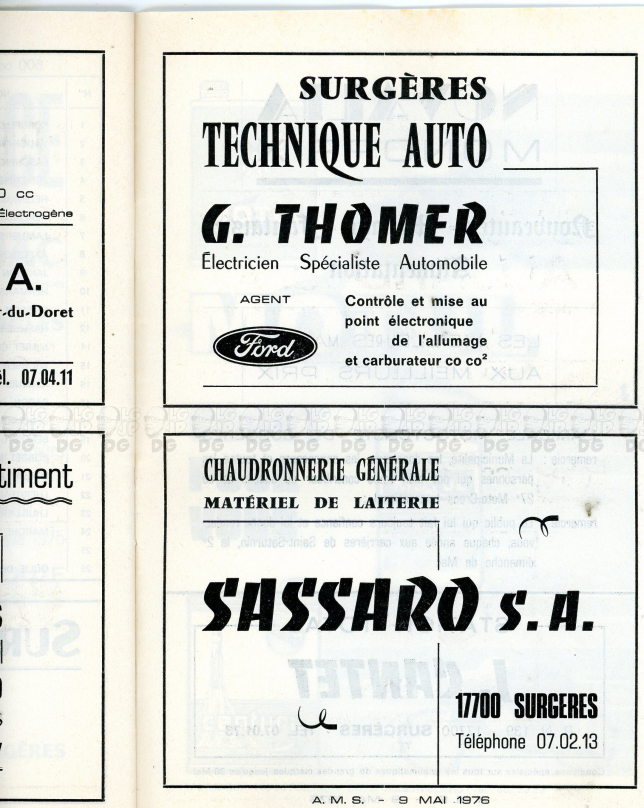 0 cc
Électrogène
A.
r-du-Doret
él. 07.04.11
timent
SURGÈRES
TECHNIQUE AUTO
G. THOMER
Électricien Spécialiste Automobile
AGENT
Ford
Contrôle et mise au
point électronique
de l'allumage
et carburateur co co²
CHAUDRONNERIE GÉNÉRALE
MATÉRIEL DE LAITERIE
SASSARO S.A.
17700 SURGERES
Téléphone 07.02.13
A. M. S. - 9 MAI 1976